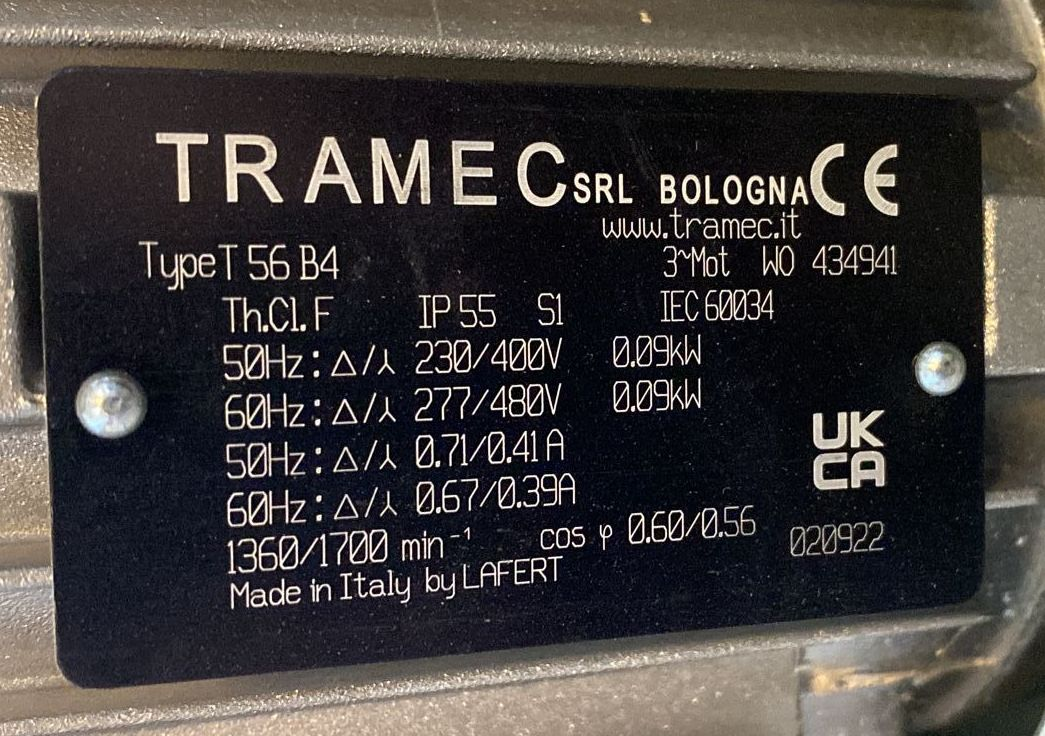 TRAMEC SRL BOLOGNA CE
www.tramec.it
Type T 56 B4 3~Mot WO 434941
Th.Cl. F IP 55 S1 IEC 60034
50Hz: △/⅄ 230/400V 0.09kW
60Hz: △/⅄ 277/480V 0.09kW
50Hz: △/⅄ 0.71/0.41 A
60Hz: △/⅄ 0.67/0.39A
UK
CA
1360/1700 min⁻¹ cos φ 0.60/0.56 020922
Made in Italy by LAFERT